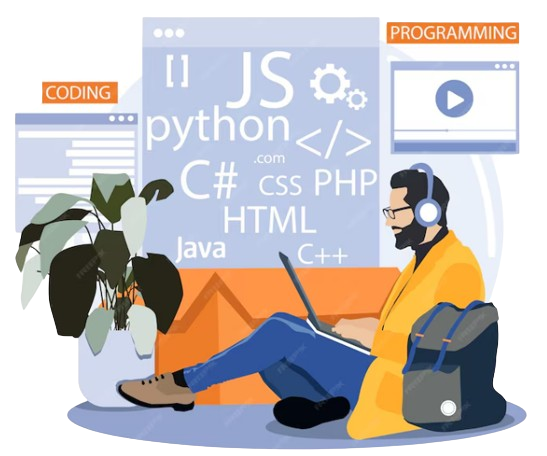 PROGRAMMING
CODING
[ ]
JS
python
</>
.com
C#
CSS
PHP
HTML
Java
C++